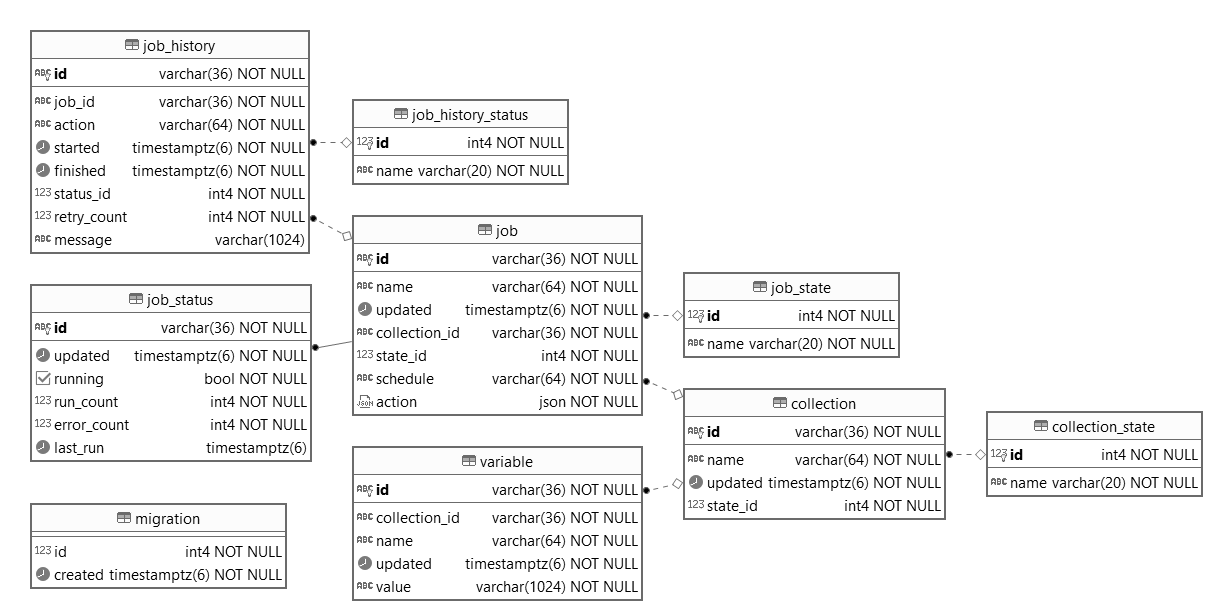 job_history
id varchar(36) NOT NULL
job_id varchar(36) NOT NULL
action varchar(64) NOT NULL
started timestamptz(6) NOT NULL
finished timestamptz(6) NOT NULL
status_id int4 NOT NULL
retry_count int4 NOT NULL
message varchar(1024)
job_history_status
id int4 NOT NULL
name varchar(20) NOT NULL
job_status
id varchar(36) NOT NULL
updated timestamptz(6) NOT NULL
running bool NOT NULL
run_count int4 NOT NULL
error_count int4 NOT NULL
last_run timestamptz(6)
job
id varchar(36) NOT NULL
name varchar(64) NOT NULL
updated timestamptz(6) NOT NULL
collection_id varchar(36) NOT NULL
state_id int4 NOT NULL
schedule varchar(64) NOT NULL
action json NOT NULL
job_state
id int4 NOT NULL
name varchar(20) NOT NULL
collection
id varchar(36) NOT NULL
name varchar(64) NOT NULL
updated timestamptz(6) NOT NULL
state_id int4 NOT NULL
collection_state
id int4 NOT NULL
name varchar(20) NOT NULL
variable
id varchar(36) NOT NULL
collection_id varchar(36) NOT NULL
name varchar(64) NOT NULL
updated timestamptz(6) NOT NULL
value varchar(1024) NOT NULL
migration
id int4 NOT NULL
created timestamptz(6) NOT NULL